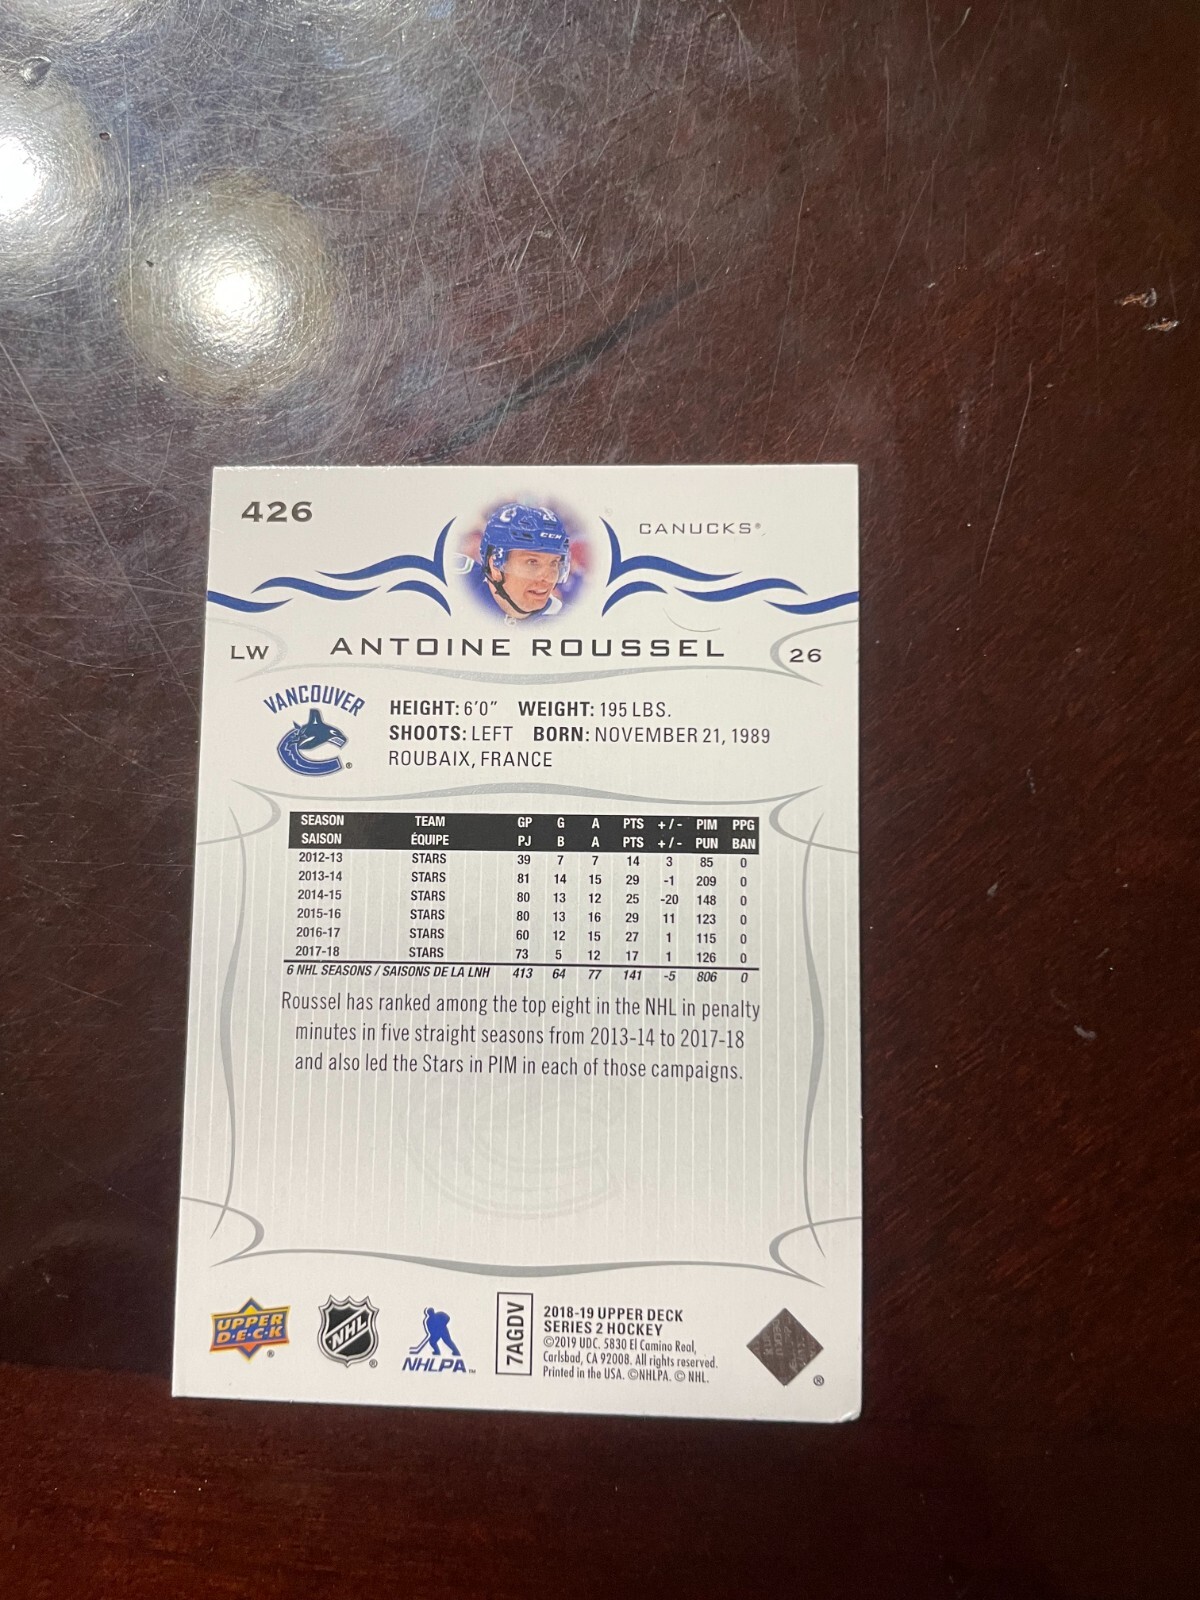 426
CANUCKS®
CCM
ANTOINE ROUSSEL
LW
26
VANCOUVER
HEIGHT: 6'0" WEIGHT: 195 LBS.
SHOOTS: LEFT BORN: NOVEMBER 21, 1989
ROUBAIX, FRANCE
SEASON TEAM GP G A PTS +/- PIM PPG
SAISON ÉQUIPE PJ B A PTS +/- PUN BAN
2012-13 STARS 39 7 7 14 3 85 0
2013-14 STARS 81 14 15 29 -1 209 0
2014-15 STARS 80 13 12 25 -20 148 0
2015-16 STARS 80 13 16 29 11 123 0
2016-17 STARS 60 12 15 27 1 115 0
2017-18 STARS 73 5 12 17 1 126 0
6 NHL SEASONS / SAISONS DE LA LNH 413 64 77 141 -5 806 0
Roussel has ranked among the top eight in the NHL in penalty
minutes in five straight seasons from 2013-14 to 2017-18
and also led the Stars in PIM in each of those campaigns.
UPPER
D·E·C·K
®
NHL
®
NHLPA™
7AGDV
2018-19 UPPER DECK
SERIES 2 HOCKEY
©2019 UDC. 5830 El Camino Real,
Carlsbad, CA 92008. All rights reserved.
Printed in the USA. ©NHLPA. © NHL.
®